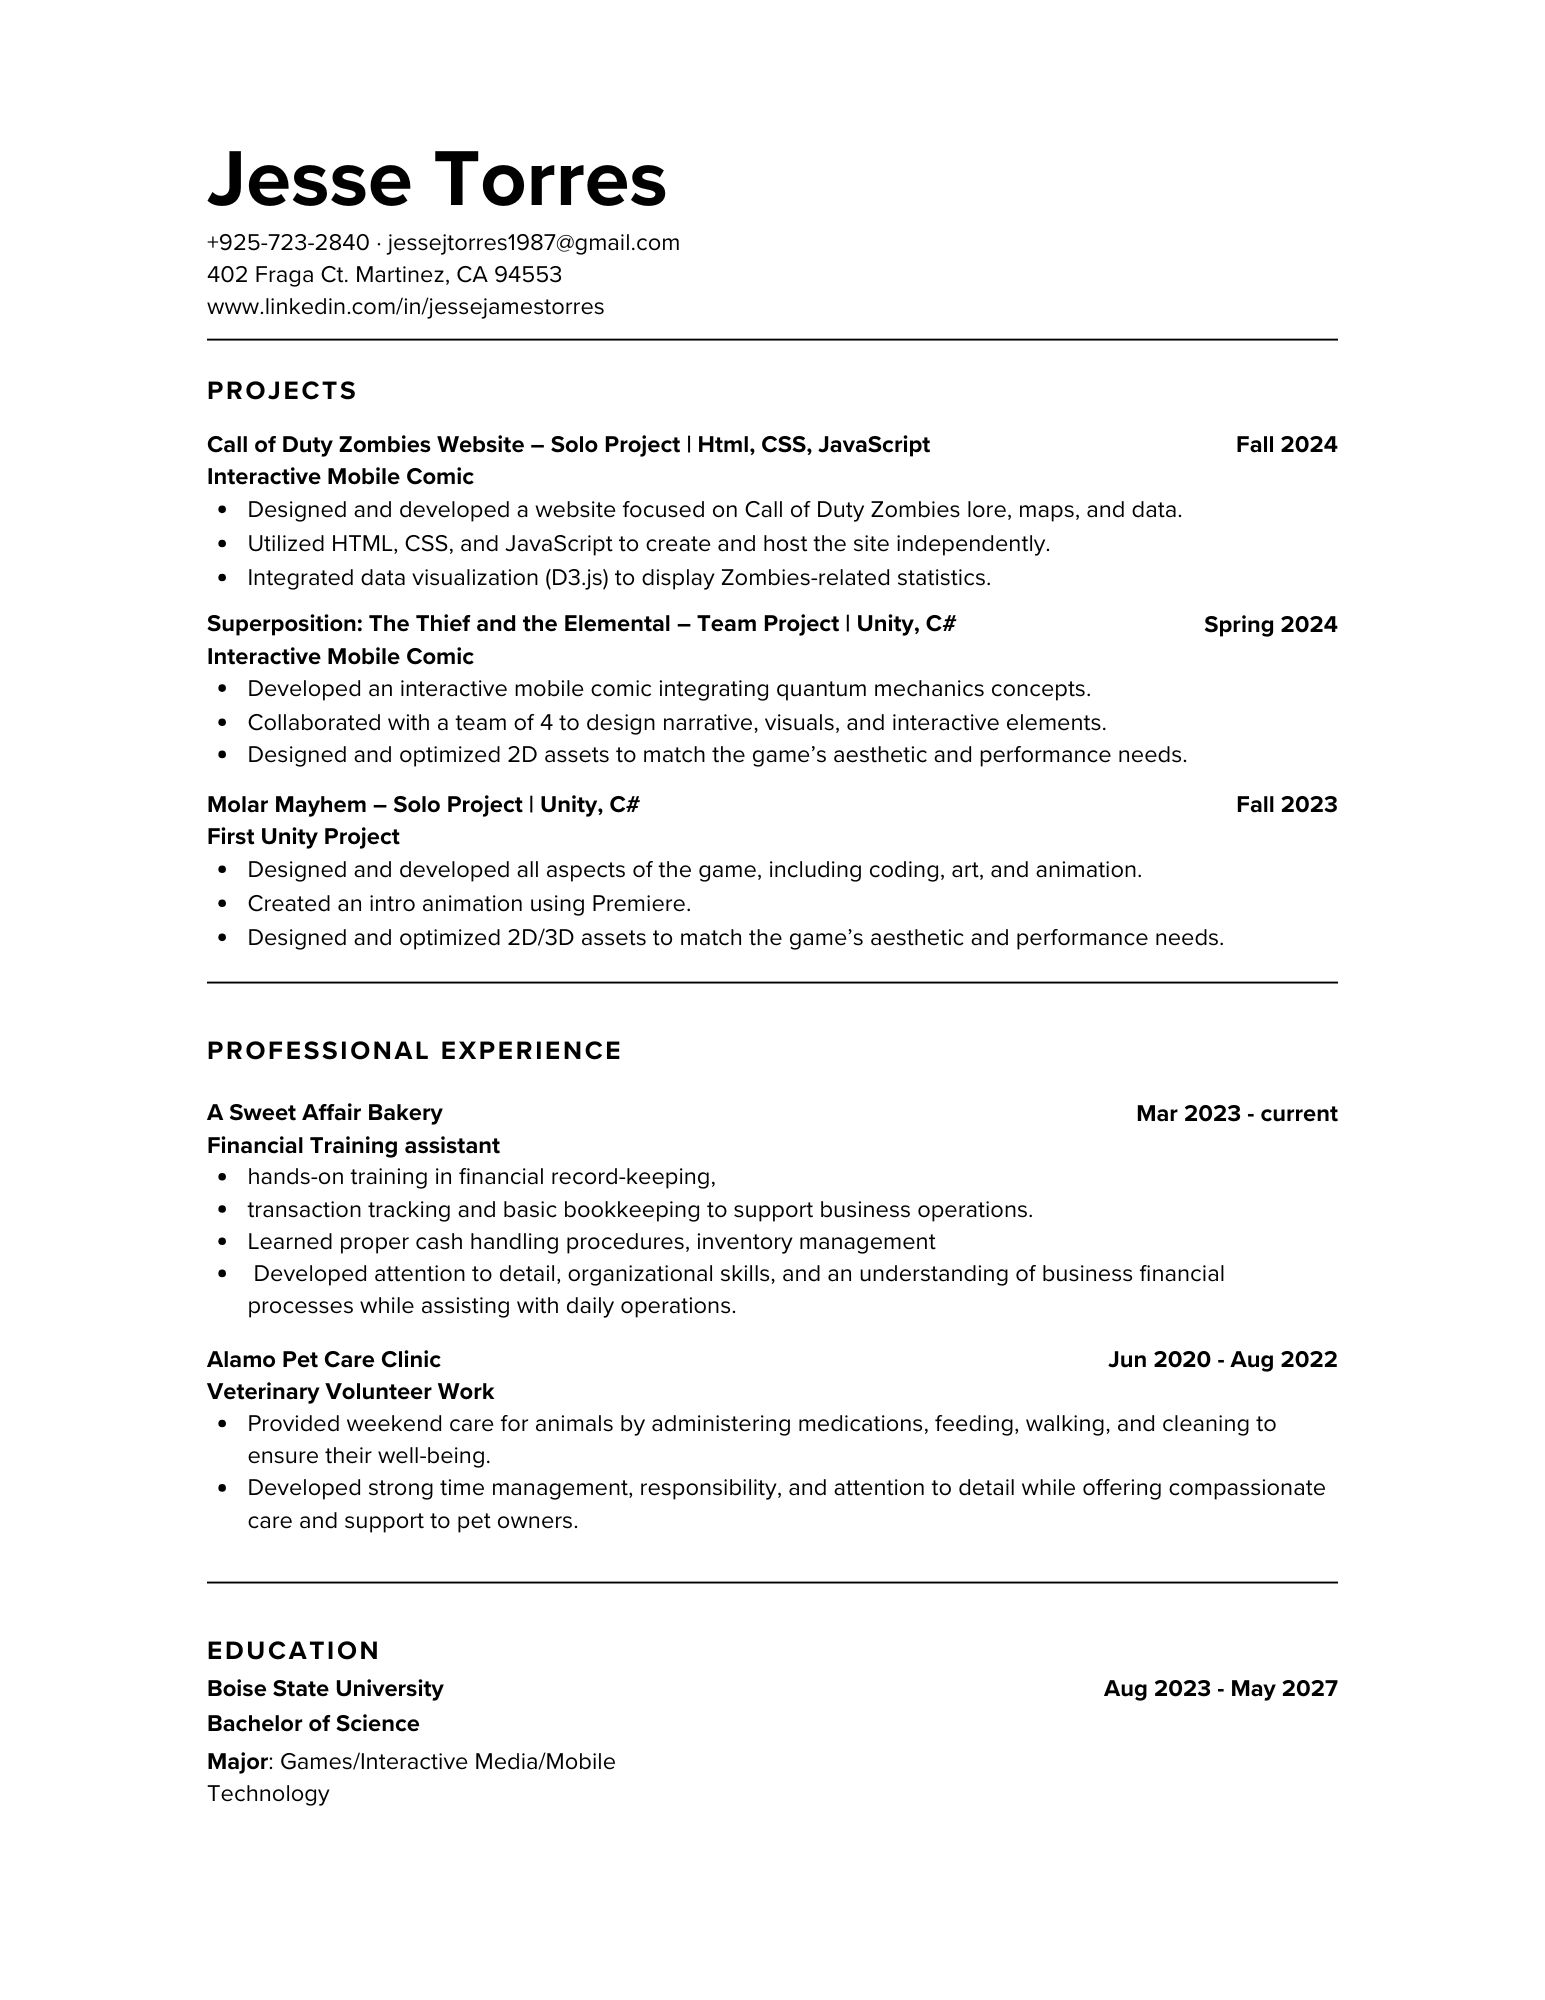 Jesse Torres
+925-723-2840 · jessejtorres1987@gmail.com
402 Fraga Ct. Martinez, CA 94553
www.linkedin.com/in/jessejamestorres
PROJECTS
Call of Duty Zombies Website – Solo Project | Html, CSS, JavaScript Fall 2024
Interactive Mobile Comic
• Designed and developed a website focused on Call of Duty Zombies lore, maps, and data.
• Utilized HTML, CSS, and JavaScript to create and host the site independently.
• Integrated data visualization (D3.js) to display Zombies-related statistics.
Superposition: The Thief and the Elemental – Team Project | Unity, C# Spring 2024
Interactive Mobile Comic
• Developed an interactive mobile comic integrating quantum mechanics concepts.
• Collaborated with a team of 4 to design narrative, visuals, and interactive elements.
• Designed and optimized 2D assets to match the game’s aesthetic and performance needs.
Molar Mayhem – Solo Project | Unity, C# Fall 2023
First Unity Project
• Designed and developed all aspects of the game, including coding, art, and animation.
• Created an intro animation using Premiere.
• Designed and optimized 2D/3D assets to match the game’s aesthetic and performance needs.
PROFESSIONAL EXPERIENCE
A Sweet Affair Bakery Mar 2023 - current
Financial Training assistant
• hands-on training in financial record-keeping,
• transaction tracking and basic bookkeeping to support business operations.
• Learned proper cash handling procedures, inventory management
• Developed attention to detail, organizational skills, and an understanding of business financial
processes while assisting with daily operations.
Alamo Pet Care Clinic Jun 2020 - Aug 2022
Veterinary Volunteer Work
• Provided weekend care for animals by administering medications, feeding, walking, and cleaning to
ensure their well-being.
• Developed strong time management, responsibility, and attention to detail while offering compassionate
care and support to pet owners.
EDUCATION
Boise State University Aug 2023 - May 2027
Bachelor of Science
Major: Games/Interactive Media/Mobile
Technology